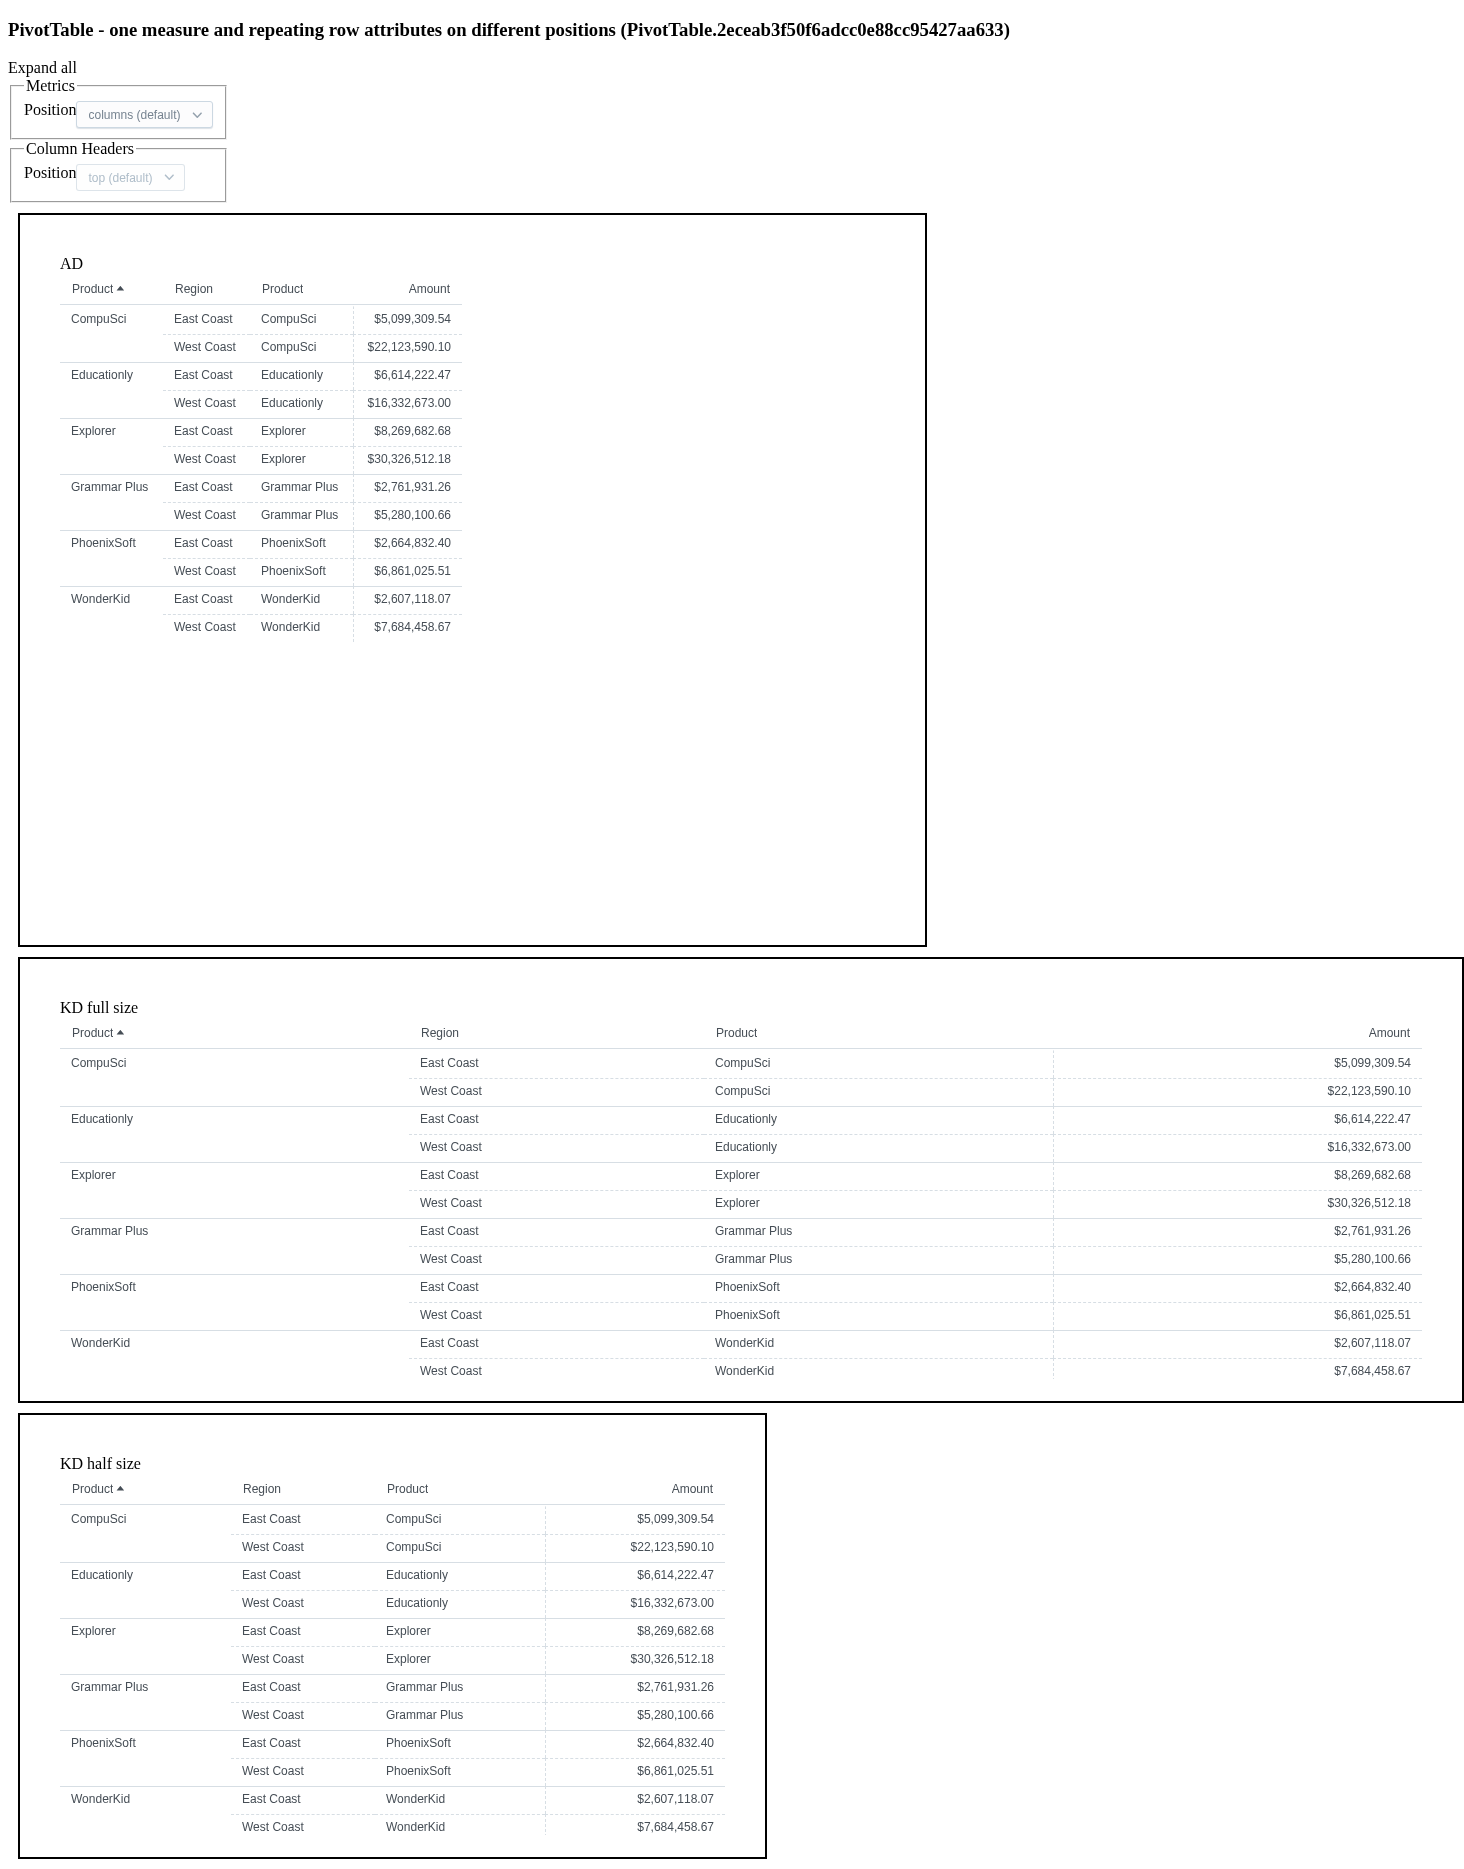 PivotTable - one measure and repeating row attributes on different positions (PivotTable.2eceab3f50f6adcc0e88cc95427aa633)
Expand all
Metrics
Position columns (default)
Column Headers
Position top (default)
AD
Product Region Product Amount
CompuSci East Coast CompuSci $5,099,309.54
West Coast CompuSci $22,123,590.10
Educationly East Coast Educationly $6,614,222.47
West Coast Educationly $16,332,673.00
Explorer East Coast Explorer $8,269,682.68
West Coast Explorer $30,326,512.18
Grammar Plus East Coast Grammar Plus $2,761,931.26
West Coast Grammar Plus $5,280,100.66
PhoenixSoft East Coast PhoenixSoft $2,664,832.40
West Coast PhoenixSoft $6,861,025.51
WonderKid East Coast WonderKid $2,607,118.07
West Coast WonderKid $7,684,458.67
KD full size
Product Region Product Amount
CompuSci East Coast CompuSci $5,099,309.54
West Coast CompuSci $22,123,590.10
Educationly East Coast Educationly $6,614,222.47
West Coast Educationly $16,332,673.00
Explorer East Coast Explorer $8,269,682.68
West Coast Explorer $30,326,512.18
Grammar Plus East Coast Grammar Plus $2,761,931.26
West Coast Grammar Plus $5,280,100.66
PhoenixSoft East Coast PhoenixSoft $2,664,832.40
West Coast PhoenixSoft $6,861,025.51
WonderKid East Coast WonderKid $2,607,118.07
West Coast WonderKid $7,684,458.67
KD half size
Product Region Product Amount
CompuSci East Coast CompuSci $5,099,309.54
West Coast CompuSci $22,123,590.10
Educationly East Coast Educationly $6,614,222.47
West Coast Educationly $16,332,673.00
Explorer East Coast Explorer $8,269,682.68
West Coast Explorer $30,326,512.18
Grammar Plus East Coast Grammar Plus $2,761,931.26
West Coast Grammar Plus $5,280,100.66
PhoenixSoft East Coast PhoenixSoft $2,664,832.40
West Coast PhoenixSoft $6,861,025.51
WonderKid East Coast WonderKid $2,607,118.07
West Coast WonderKid $7,684,458.67